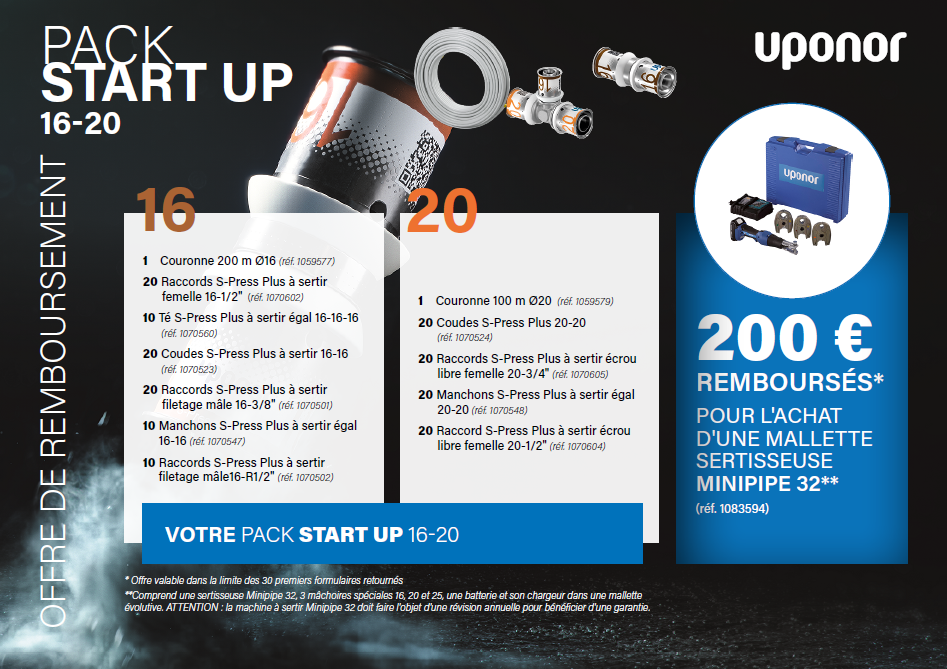 PACK
START UP
16-20
uponor
OFFRE DE REMBOURSEMENT
16
1 Couronne 200 m Ø16 (réf. 1059577)
20 Raccords S-Press Plus à sertir
femelle 16-1/2" (réf. 1070602)
10 Té S-Press Plus à sertir égal 16-16-16
(réf. 1070560)
20 Coudes S-Press Plus à sertir 16-16
(réf. 1070523)
20 Raccords S-Press Plus à sertir
filetage mâle 16-3/8" (réf. 1070501)
10 Manchons S-Press Plus à sertir égal
16-16 (réf. 1070547)
10 Raccords S-Press Plus à sertir
filetage mâle16-R1/2" (réf. 1070502)
20
1 Couronne 100 m Ø20 (réf. 1059579)
20 Coudes S-Press Plus 20-20
(réf. 1070524)
20 Raccords S-Press Plus à sertir écrou
libre femelle 20-3/4" (réf. 1070605)
20 Manchons S-Press Plus à sertir égal
20-20 (réf. 1070548)
20 Raccord S-Press Plus à sertir écrou
libre femelle 20-1/2" (réf. 1070604)
VOTRE PACK START UP 16-20
uponor
200 €
REMBOURSÉS*
POUR L'ACHAT
D'UNE MALLETTE
SERTISSEUSE
MINIPIPE 32**
(réf. 1083594)
* Offre valable dans la limite des 30 premiers formulaires retournés
**Comprend une sertisseuse Minipipe 32, 3 mâchoires spéciales 16, 20 et 25, une batterie et son chargeur dans une mallette
évolutive. ATTENTION : la machine à sertir Minipipe 32 doit faire l'objet d'une révision annuelle pour bénéficier d'une garantie.